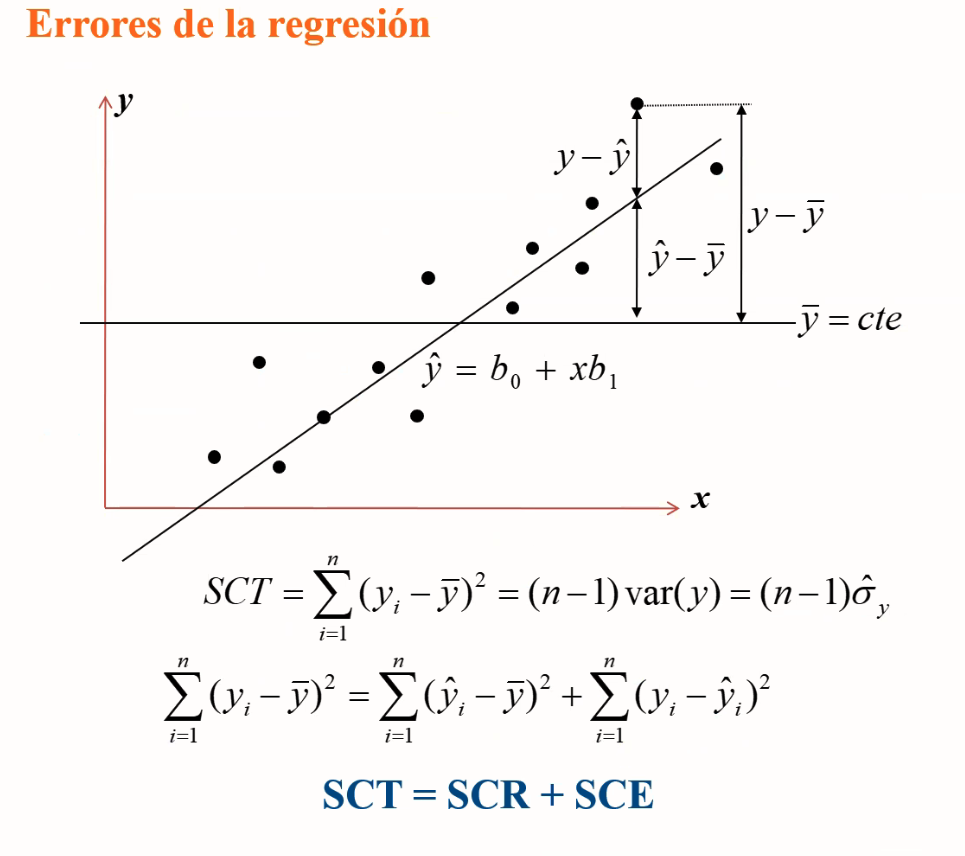 Errores de la regresión
y
y − ŷ
y − ȳ
ŷ − ȳ
ȳ = cte
ŷ = b₀ + xb₁
x
SCT = ∑ᵢ₌₁ⁿ (yᵢ − ȳ)² = (n−1) var(y) = (n−1)σ̂_y
∑ᵢ₌₁ⁿ (yᵢ − ȳ)² = ∑ᵢ₌₁ⁿ (ŷᵢ − ȳ)² + ∑ᵢ₌₁ⁿ (yᵢ − ŷᵢ)²
SCT = SCR + SCE